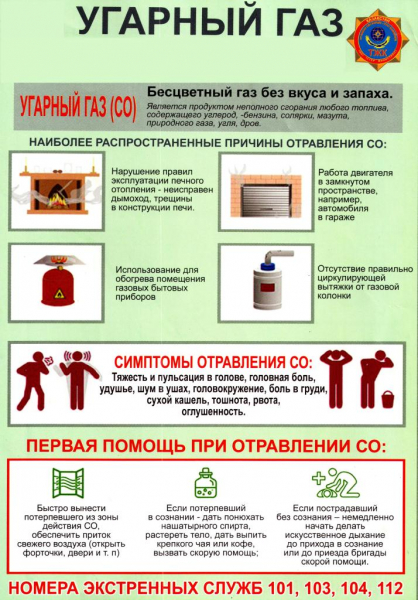 УГАРНЫЙ ГАЗ
УГАРНЫЙ ГАЗ (СО)
Бесцветный газ без вкуса и запаха.
Является продуктом неполного сгорания любого топлива,
содержащего углерод, -бензина, солярки, мазута,
природного газа, угля, дров.
НАИБОЛЕЕ РАСПРОСТРАНЕННЫЕ ПРИЧИНЫ ОТРАВЛЕНИЯ СО:
Нарушение правил
эксплуатации печного
отопления - неисправен
дымоход, трещины
в конструкции печи.
Работа двигателя
в замкнутом
пространстве,
например,
автомобиля
в гараже
Использование для
обогрева помещения
газовых бытовых
приборов
Отсутствие правильно
циркулирующей
вытяжки от газовой
колонки
СИМПТОМЫ ОТРАВЛЕНИЯ СО:
Тяжесть и пульсация в голове, головная боль,
удушье, шум в ушах, головокружение, боль в груди,
сухой кашель, тошнота, рвота,
оглушенность.
ПЕРВАЯ ПОМОЩЬ ПРИ ОТРАВЛЕНИИ СО:
Быстро вынести
потерпевшего из зоны
действия СО,
обеспечить приток
свежего воздуха (открыть
форточки, двери и т. п)
Если потерпевший
в сознании - дать понюхать
нашатырного спирта,
растереть тело, дать выпить
крепкого чая или кофе,
вызвать скорую помощь;
Если пострадавший
без сознания – немедленно
начать делать
искусственное дыхание
до прихода в сознание
или до приезда бригады
скорой помощи.
НОМЕРА ЭКСТРЕННЫХ СЛУЖБ 101, 103, 104, 112